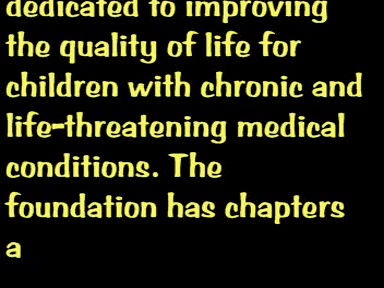 dedicated to improving
the quality of life for
children with chronic and
life-threatening medical
conditions. The
foundation has chapters
a